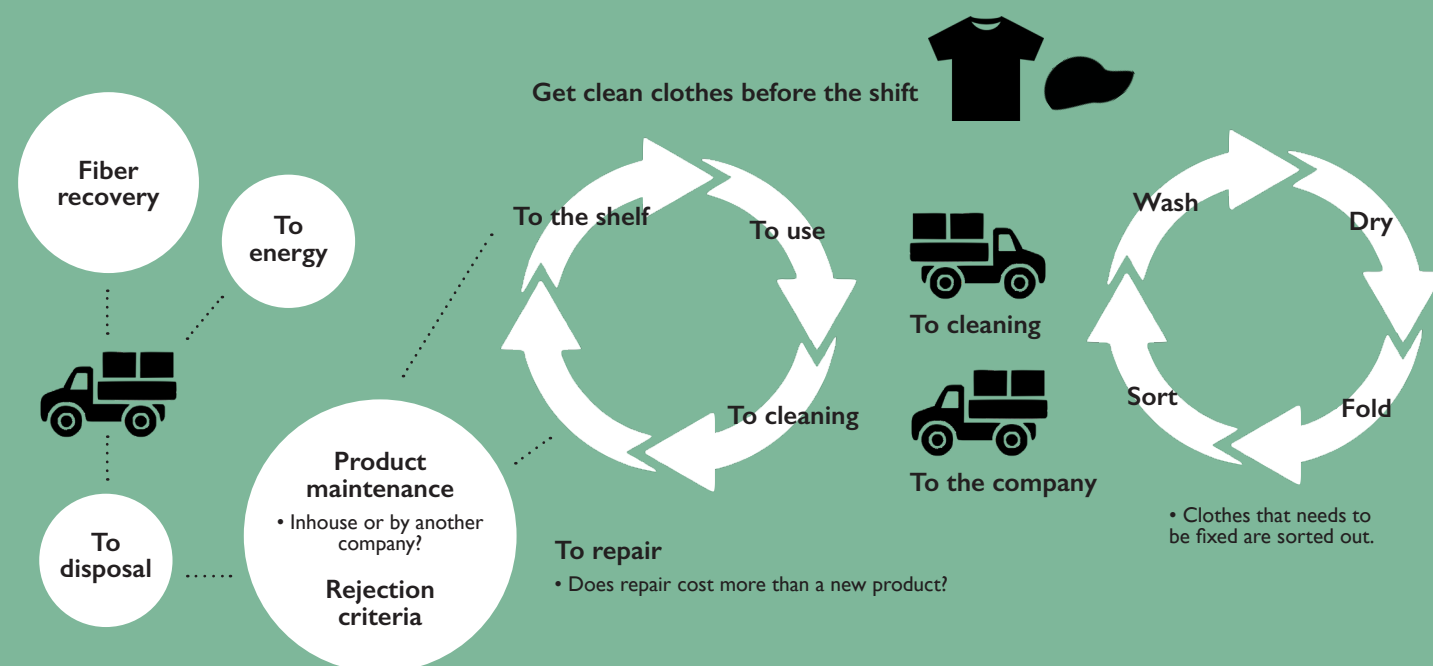 Get clean clothes before the shift
Fiber
recovery
To
energy
To the shelf
To use
To cleaning
To cleaning
To the company
Wash
Dry
Sort
Fold
• Clothes that needs to
be fixed are sorted out.
Product
maintenance
• Inhouse or by another
company?
Rejection
criteria
To
disposal
To repair
• Does repair cost more than a new product?